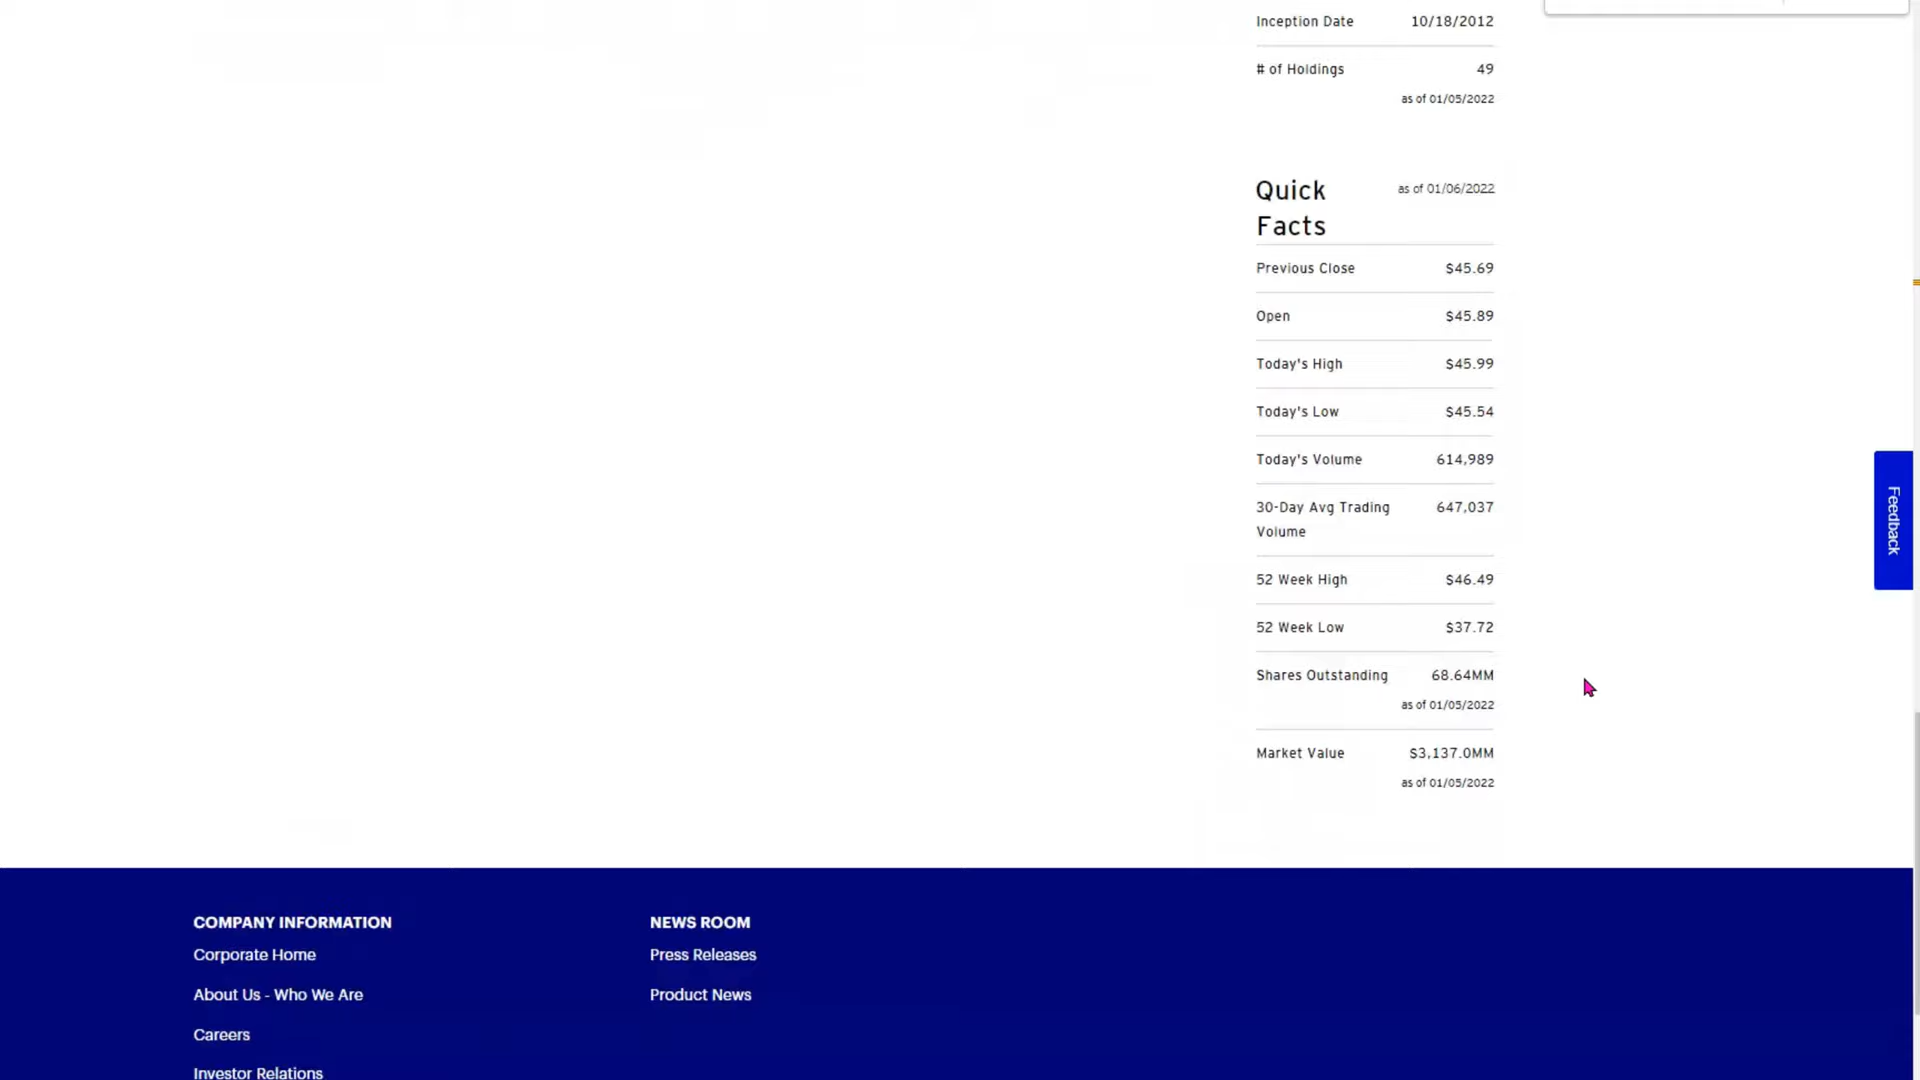 Inception Date 10/18/2012
# of Holdings 49
as of 01/05/2022
Quick Facts as of 01/06/2022
Previous Close $45.69
Open $45.89
Today's High $45.99
Today's Low $45.54
Today's Volume 614,989
30-Day Avg Trading 647,037
Volume
52 Week High $46.49
52 Week Low $37.72
Shares Outstanding 68.64MM
as of 01/05/2022
Market Value $3,137.0MM
as of 01/05/2022
Feedback
COMPANY INFORMATION
Corporate Home
About Us - Who We Are
Careers
Investor Relations
NEWS ROOM
Press Releases
Product News